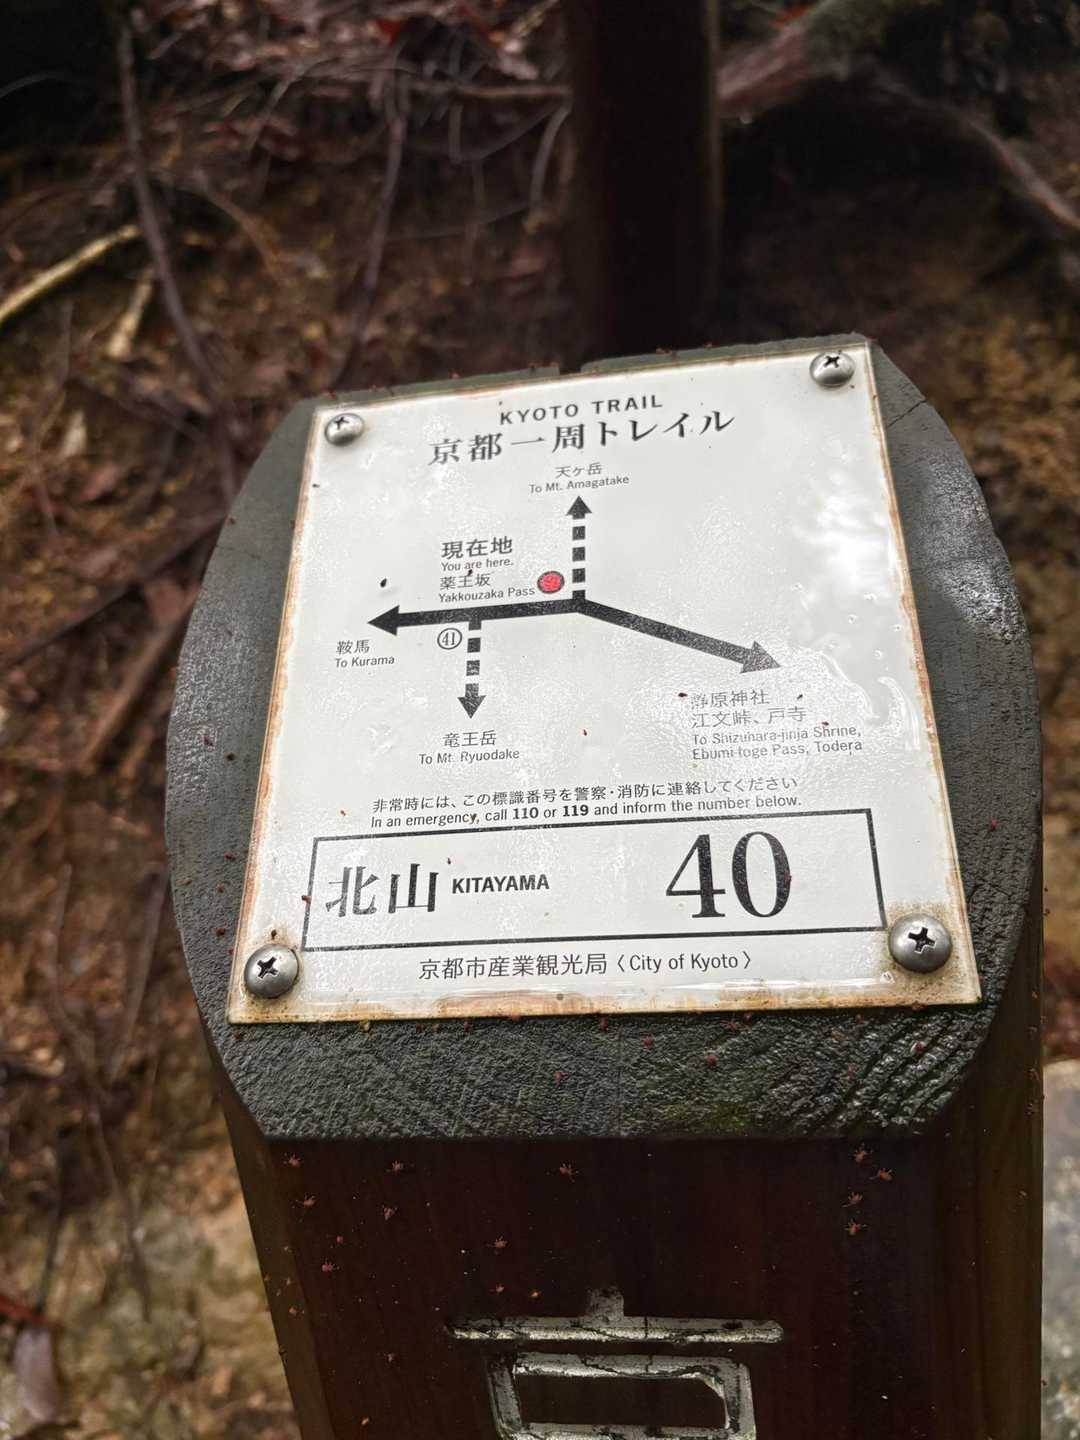 KYOTO TRAIL
京都一周トレイル
天ヶ岳
To Mt. Amagatake
現在地
You are here.
薬王坂
Yakkouzaka Pass
41
鞍馬
To Kurama
竜王岳
To Mt. Ryuodake
静原神社
江文峠、戸寺
To Shizuhara-jinja Shrine,
Ebumi-toge Pass, Todera
非常時には、この標識番号を警察・消防に連絡してください
In an emergency, call 110 or 119 and inform the number below.
北山 KITAYAMA 40
京都市産業観光局〈City of Kyoto〉